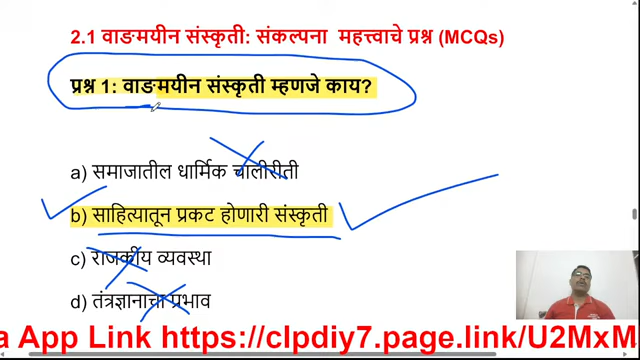 2.1 वाङमयीन संस्कृती: संकल्पना महत्त्वाचे प्रश्न (MCQs)
प्रश्न 1: वाङमयीन संस्कृती म्हणजे काय?
a) समाजातील धार्मिक चालीरीती
b) साहित्यातून प्रकट होणारी संस्कृती
c) राजकीय व्यवस्था
d) तंत्रज्ञानाचा प्रभाव
a App Link https://clpdiy7.page.link/U2MxM